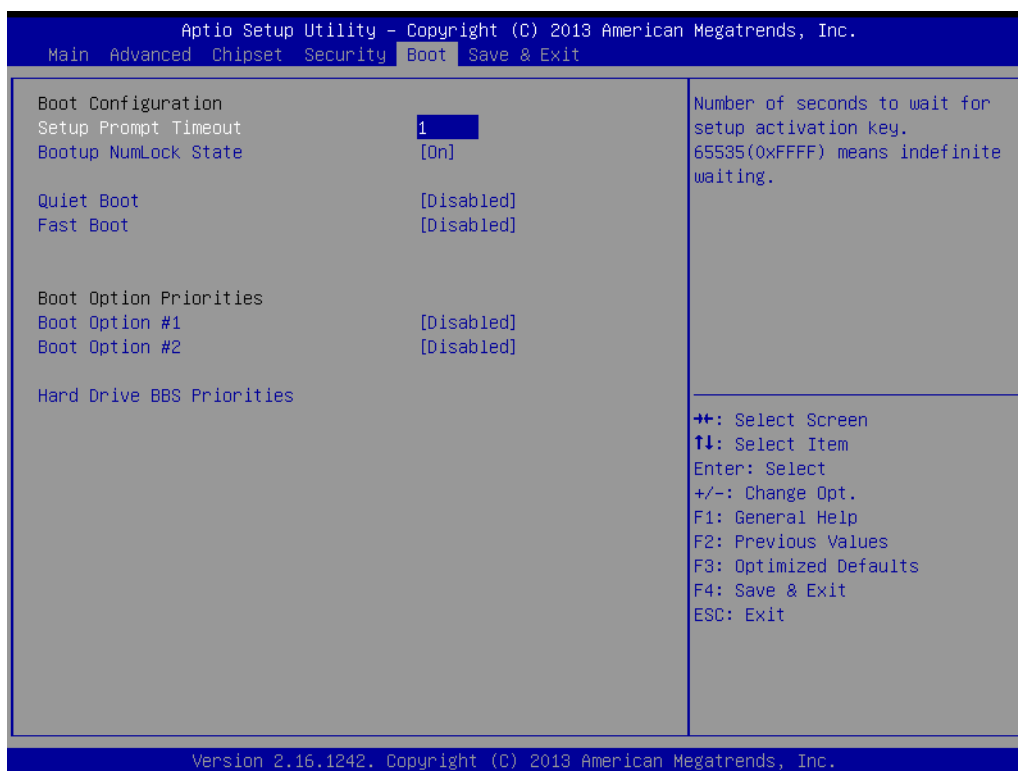 Aptio Setup Utility – Copyright (C) 2013 American Megatrends, Inc.
Main Advanced Chipset Security Boot Save & Exit
Boot Configuration
Setup Prompt Timeout 1
Bootup NumLock State [On]
Quiet Boot [Disabled]
Fast Boot [Disabled]
Boot Option Priorities
Boot Option #1 [Disabled]
Boot Option #2 [Disabled]
Hard Drive BBS Priorities
Number of seconds to wait for
setup activation key.
65535(0xFFFF) means indefinite
waiting.
→←: Select Screen
↑↓: Select Item
Enter: Select
+/-: Change Opt.
F1: General Help
F2: Previous Values
F3: Optimized Defaults
F4: Save & Exit
ESC: Exit
Version 2.16.1242. Copyright (C) 2013 American Megatrends, Inc.